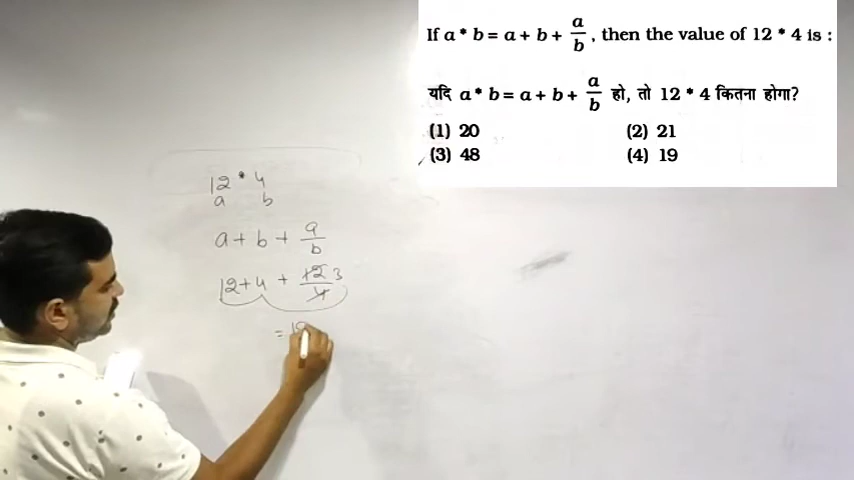 If a * b = a + b + a/b, then the value of 12 * 4 is :
यदि a * b = a + b + a/b हो, तो 12 * 4 कितना होगा?
(1) 20 (2) 21
(3) 48 (4) 19
12 * 4
a b
a + b + a/b
12 + 4 + 12/4 3
= 19